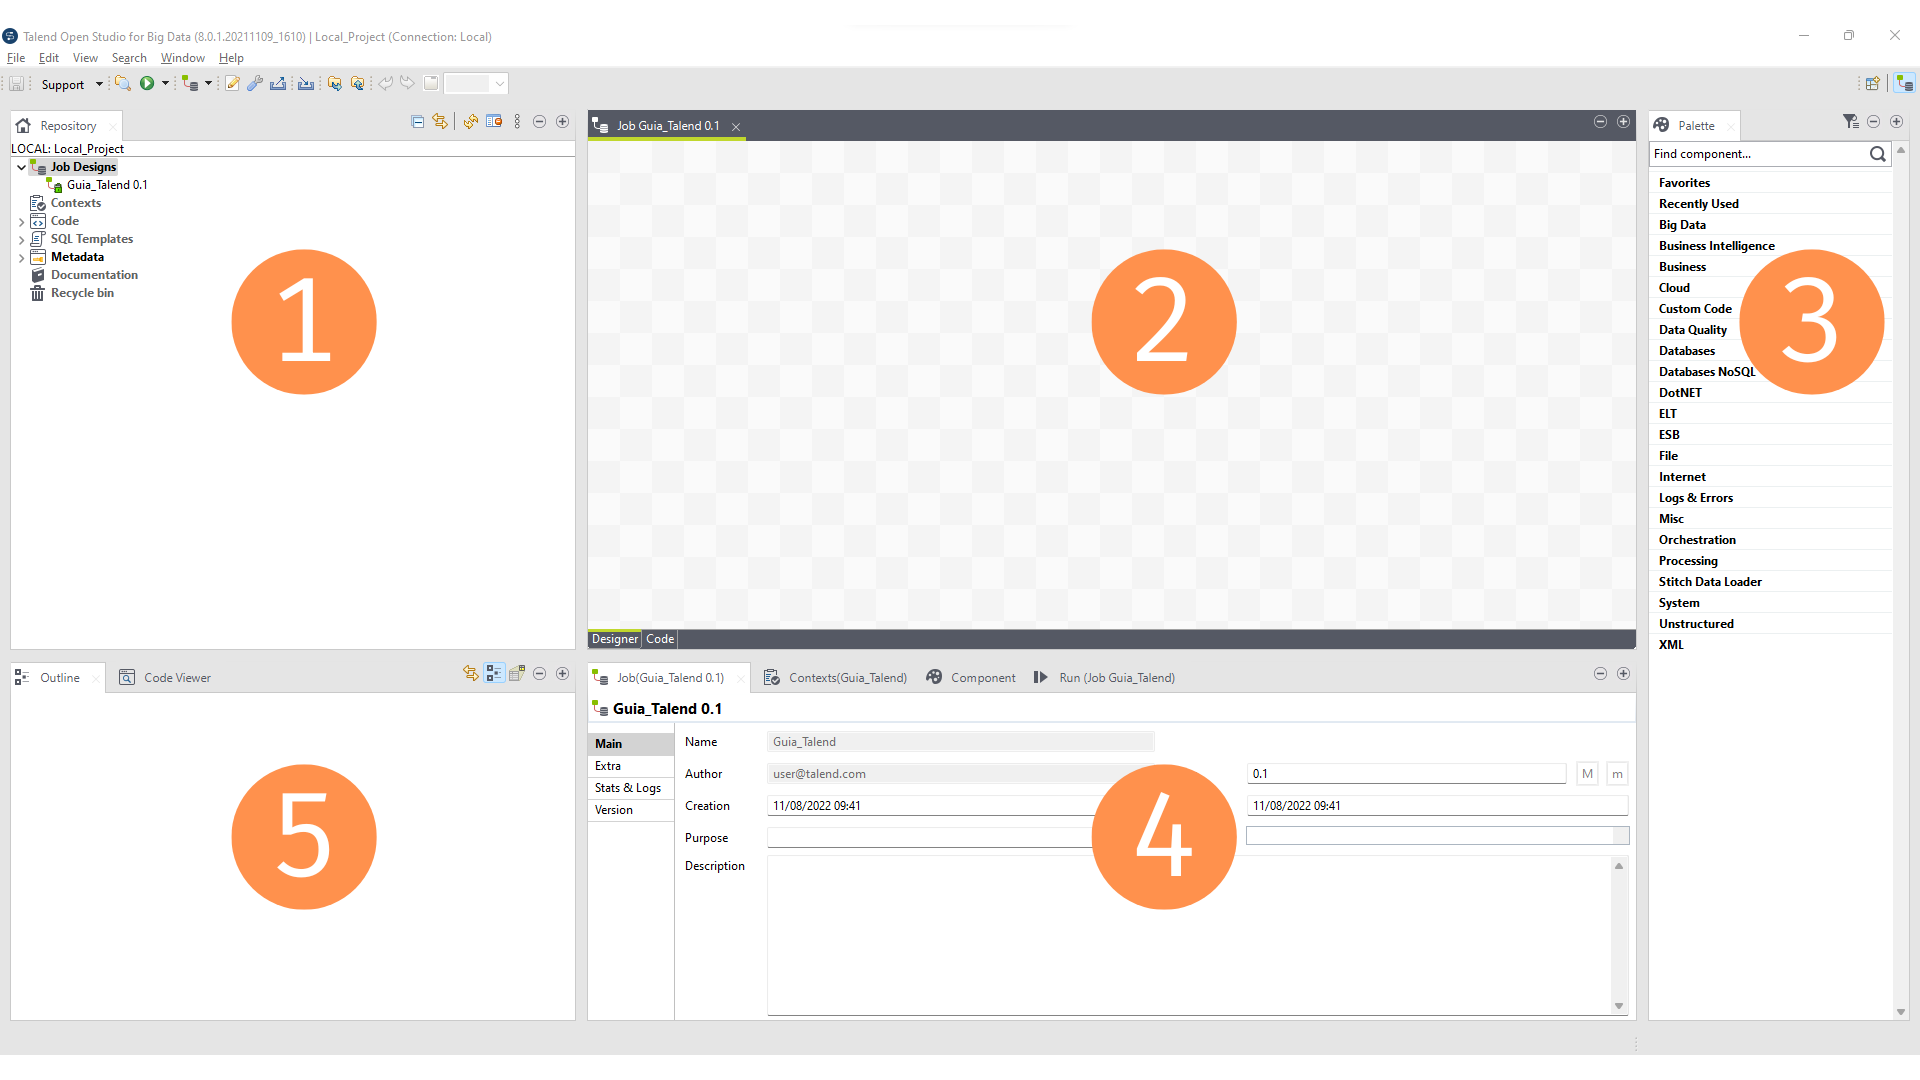 Talend Open Studio for Big Data (8.0.1.20211109_1610) | Local_Project (Connection: Local)
File Edit View Search Window Help
Support
Repository
LOCAL: Local_Project
Job Designs
Guia_Talend 0.1
Contexts
Code
SQL Templates
Metadata
Documentation
Recycle bin
1
Job Guia_Talend 0.1
2
Designer Code
Palette
Find component...
Favorites
Recently Used
Big Data
Business Intelligence
Business
Cloud
Custom Code
Data Quality
Databases
Databases NoSQL
DotNET
ELT
ESB
File
Internet
Logs & Errors
Misc
Orchestration
Processing
Stitch Data Loader
System
Unstructured
XML
3
Outline Code Viewer
5
Job(Guia_Talend 0.1) Contexts(Guia_Talend) Component Run (Job Guia_Talend)
Guia_Talend 0.1
Main
Extra
Stats & Logs
Version
Name Guia_Talend
Author user@talend.com 0.1 M m
Creation 11/08/2022 09:41 11/08/2022 09:41
Purpose
Description
4